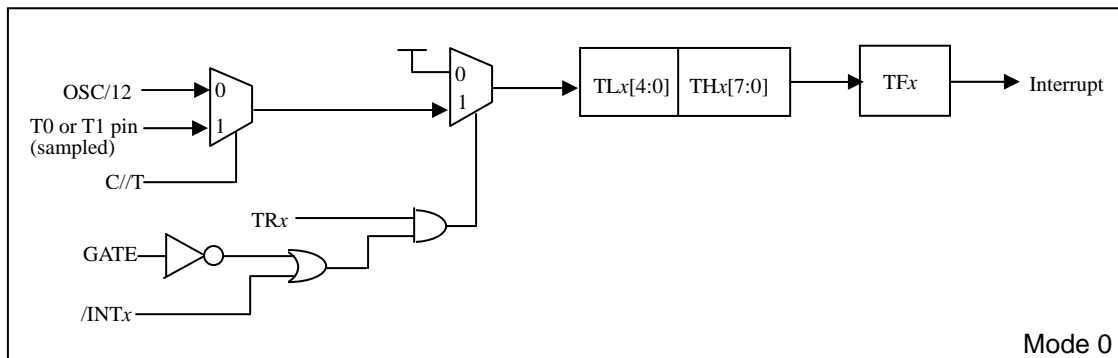 OSC/12
T0 or T1 pin
(sampled)
C//T
0
1
0
1
TLx[4:0]
THx[7:0]
TFx
Interrupt
TRx
GATE
/INTx
Mode 0